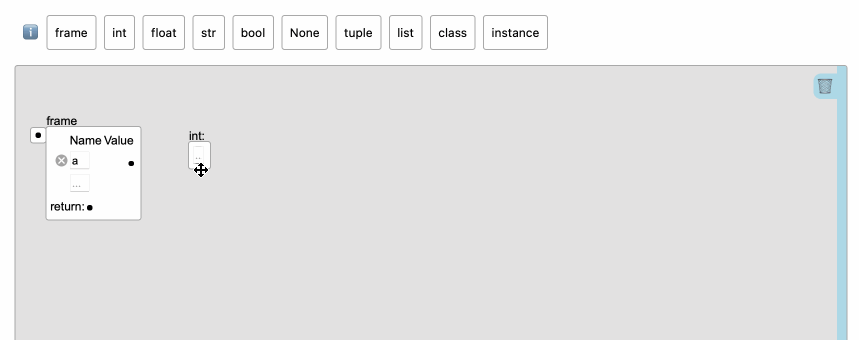 frame int float str bool None tuple list class instance
frame
int:
Name Value
a
...
..
return: